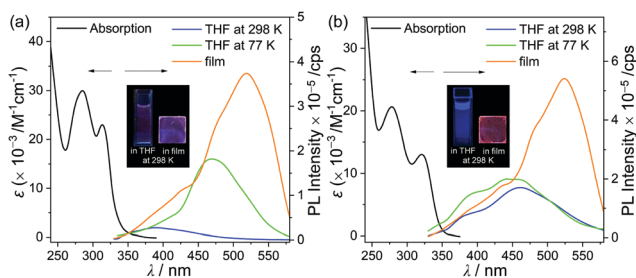 (a)
Absorption
THF at 298 K
THF at 77 K
film
in THF in film
at 298 K
ε (× 10⁻³ /M⁻¹cm⁻¹)
40
30
20
10
0
PL Intensity × 10⁻⁵ /cps
5
4
3
2
1
0
250 300 350 400 450 500 550
λ / nm
(b)
Absorption
THF at 298 K
THF at 77 K
film
in THF in film
at 298 K
ε (× 10⁻³ /M⁻¹cm⁻¹)
30
20
10
0
PL Intensity × 10⁻⁵ /cps
6
4
2
0
250 300 350 400 450 500 550
λ / nm